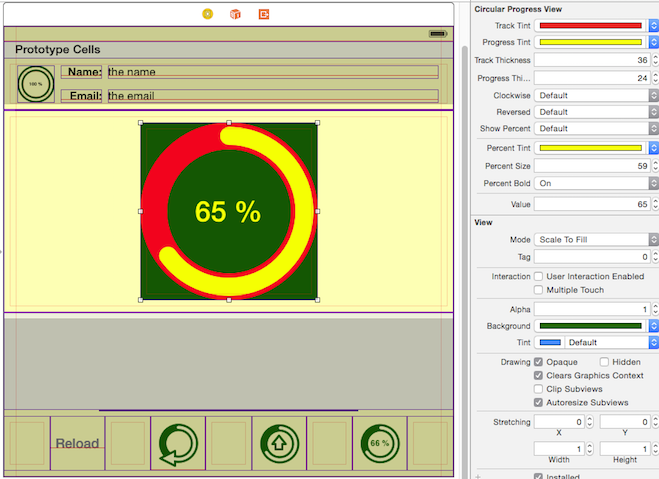 Prototype Cells
100 %
Name: the name
Email: the email
65 %
Reload
66 %
Circular Progress View
Track Tint
Progress Tint
Track Thickness 36
Progress Thi... 24
Clockwise Default
Reversed Default
Show Percent Default
Percent Tint
Percent Size 59
Percent Bold On
Value 65
View
Mode Scale To Fill
Tag 0
Interaction User Interaction Enabled
Multiple Touch
Alpha 1
Background
Tint Default
Drawing Opaque Hidden
Clears Graphics Context
Clip Subviews
Autoresize Subviews
Stretching 0 0
X Y
1 1
Width Height
+ Installed